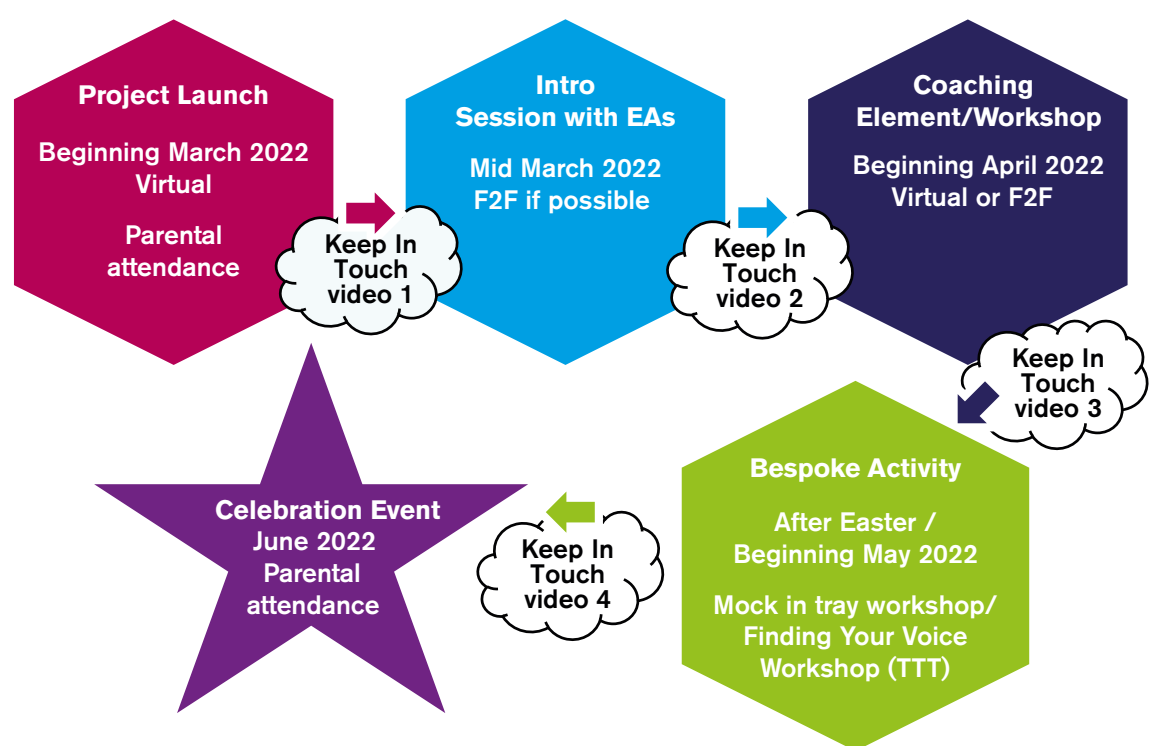 Project Launch
Beginning March 2022
Virtual
Parental
attendance
Keep In
Touch
video 1
Intro
Session with EAs
Mid March 2022
F2F if possible
Keep In
Touch
video 2
Coaching
Element/Workshop
Beginning April 2022
Virtual or F2F
Keep In
Touch
video 3
Bespoke Activity
After Easter /
Beginning May 2022
Mock in tray workshop/
Finding Your Voice
Workshop (TTT)
Keep In
Touch
video 4
Celebration Event
June 2022
Parental
attendance